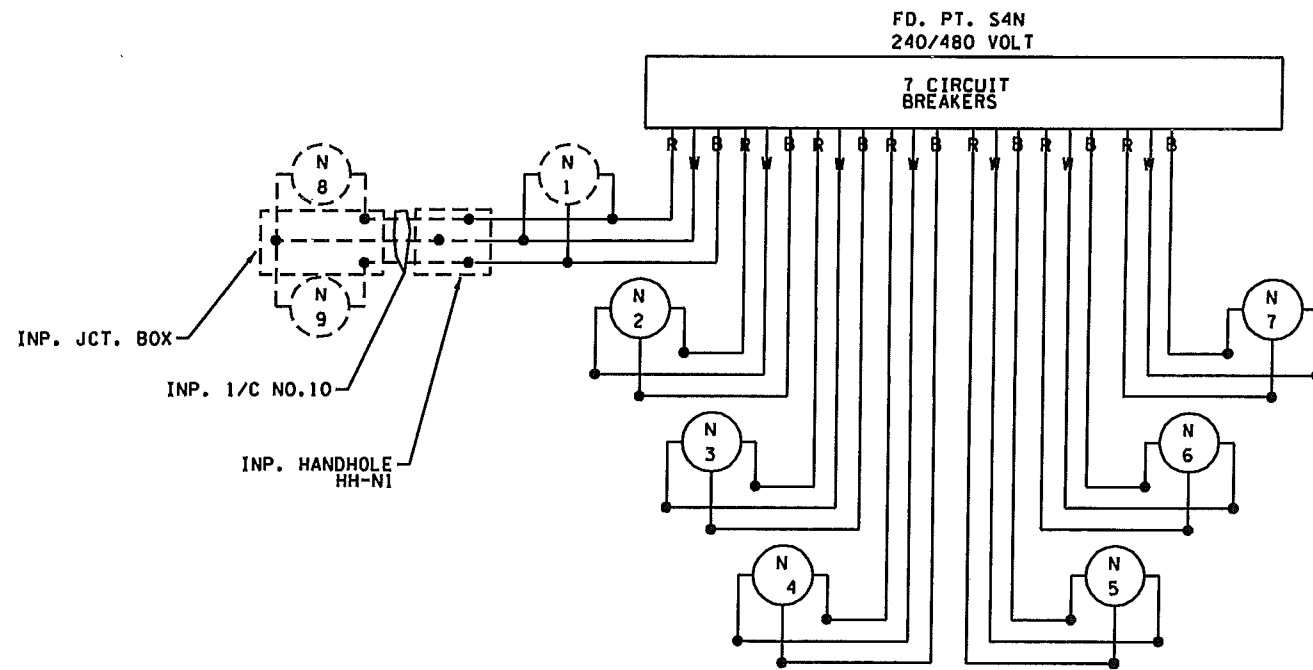 FD. PT. S4N
240/480 VOLT
7 CIRCUIT
BREAKERS
R W B R W B R W B R W B R W B R W B R W B
N
8
N
1
N
9
N
2
N
7
INP. JCT. BOX
INP. 1/C NO.10
N
3
N
6
INP. HANDHOLE
HH-N1
N
4
N
5